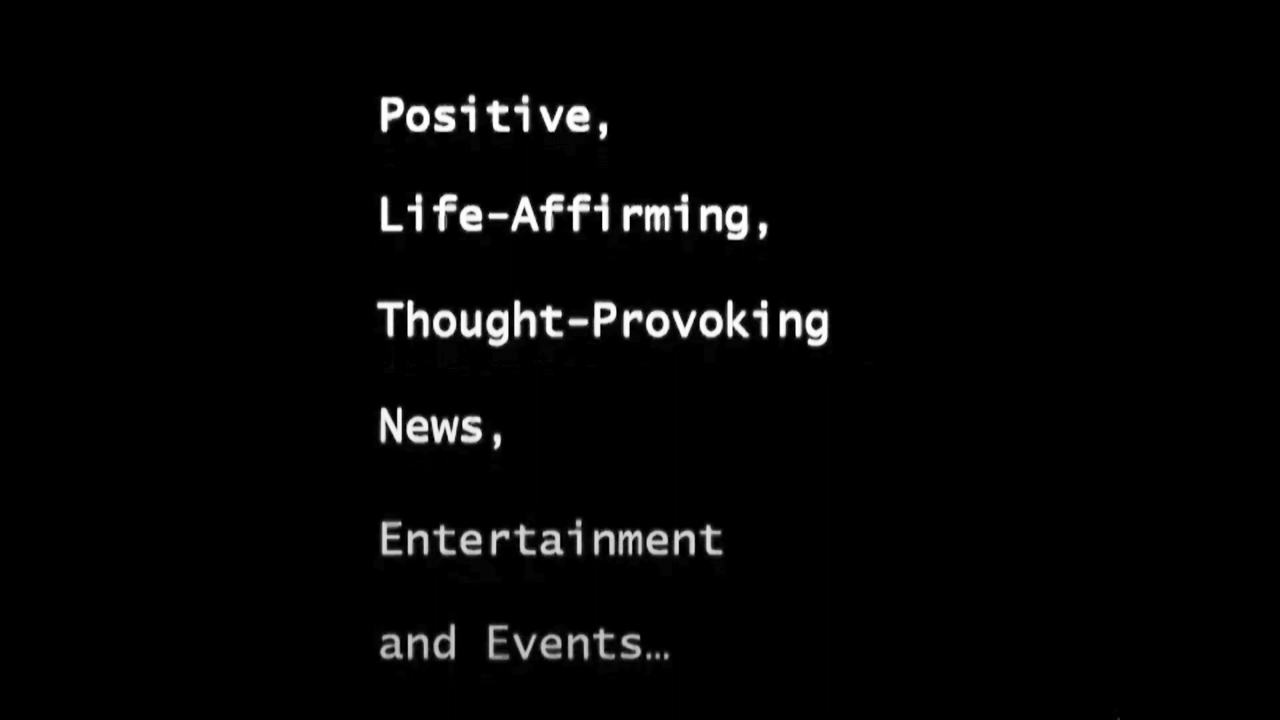 Positive,
Life-Affirming,
Thought-Provoking
News,
Entertainment
and Events…